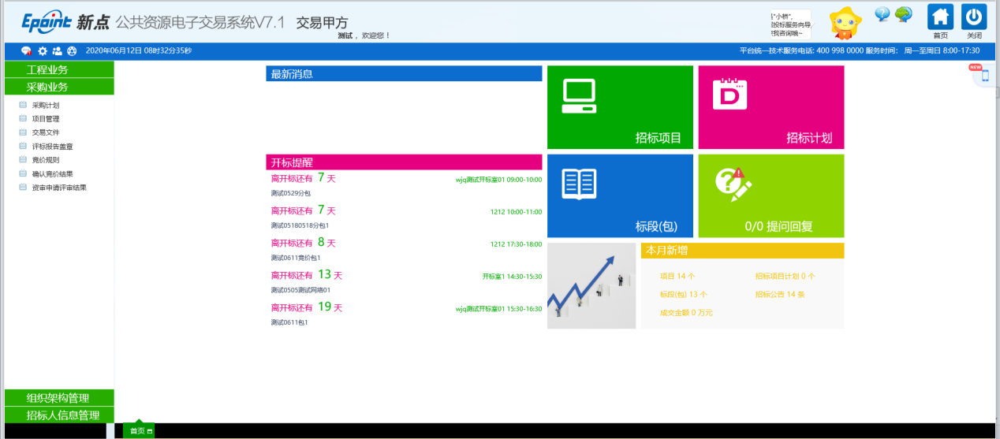 Epoint 新点 公共资源电子交易系统V7.1 交易甲方
测试， 欢迎您！
"小桥",
投标服务向导,
我咨询哦~
首页 关闭
2020年06月12日 08时32分35秒
平台统一技术服务电话: 400 998 0000 服务时间： 周一至周日 8:00-17:30
工程业务
采购业务
采购计划
项目管理
交易文件
评标报告盖章
竞价规则
确认竞价结果
资审申请评审结果
组织架构管理
招标人信息管理
最新消息
开标提醒
离开标还有 7 天 wjq测试开标室01 09:00-10:00
测试0529分包
离开标还有 7 天 1212 10:00-11:00
测试05180518分包1
离开标还有 8 天 1212 17:30-18:00
测试0611竞价包1
离开标还有 13 天 开标室1 14:30-15:30
测试0505测试网络01
离开标还有 19 天 wjq测试开标室01 15:30-16:30
测试0611包1
招标项目
D
招标计划
标段(包)
?
0/0 提问回复
本月新增
项目 14 个 招标项目计划 0 个
标段(包) 13 个 招标公告 14 条
成交金额 0 万元
NEW
首页